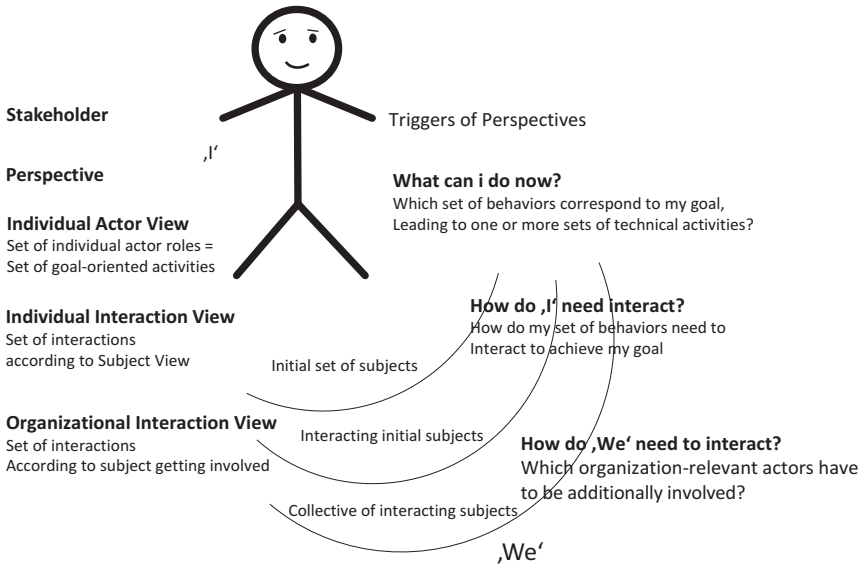 Stakeholder
Triggers of Perspectives
‚I‘
Perspective
What can i do now?
Which set of behaviors correspond to my goal,
Leading to one or more sets of technical activities?
Individual Actor View
Set of individual actor roles =
Set of goal-oriented activities
How do ‚I‘ need interact?
How do my set of behaviors need to
Interact to achieve my goal
Individual Interaction View
Set of interactions
according to Subject View
Initial set of subjects
Organizational Interaction View
Set of interactions
According to subject getting involved
Interacting initial subjects
How do ‚We‘ need to interact?
Which organization-relevant actors have
to be additionally involved?
Collective of interacting subjects
‚We‘